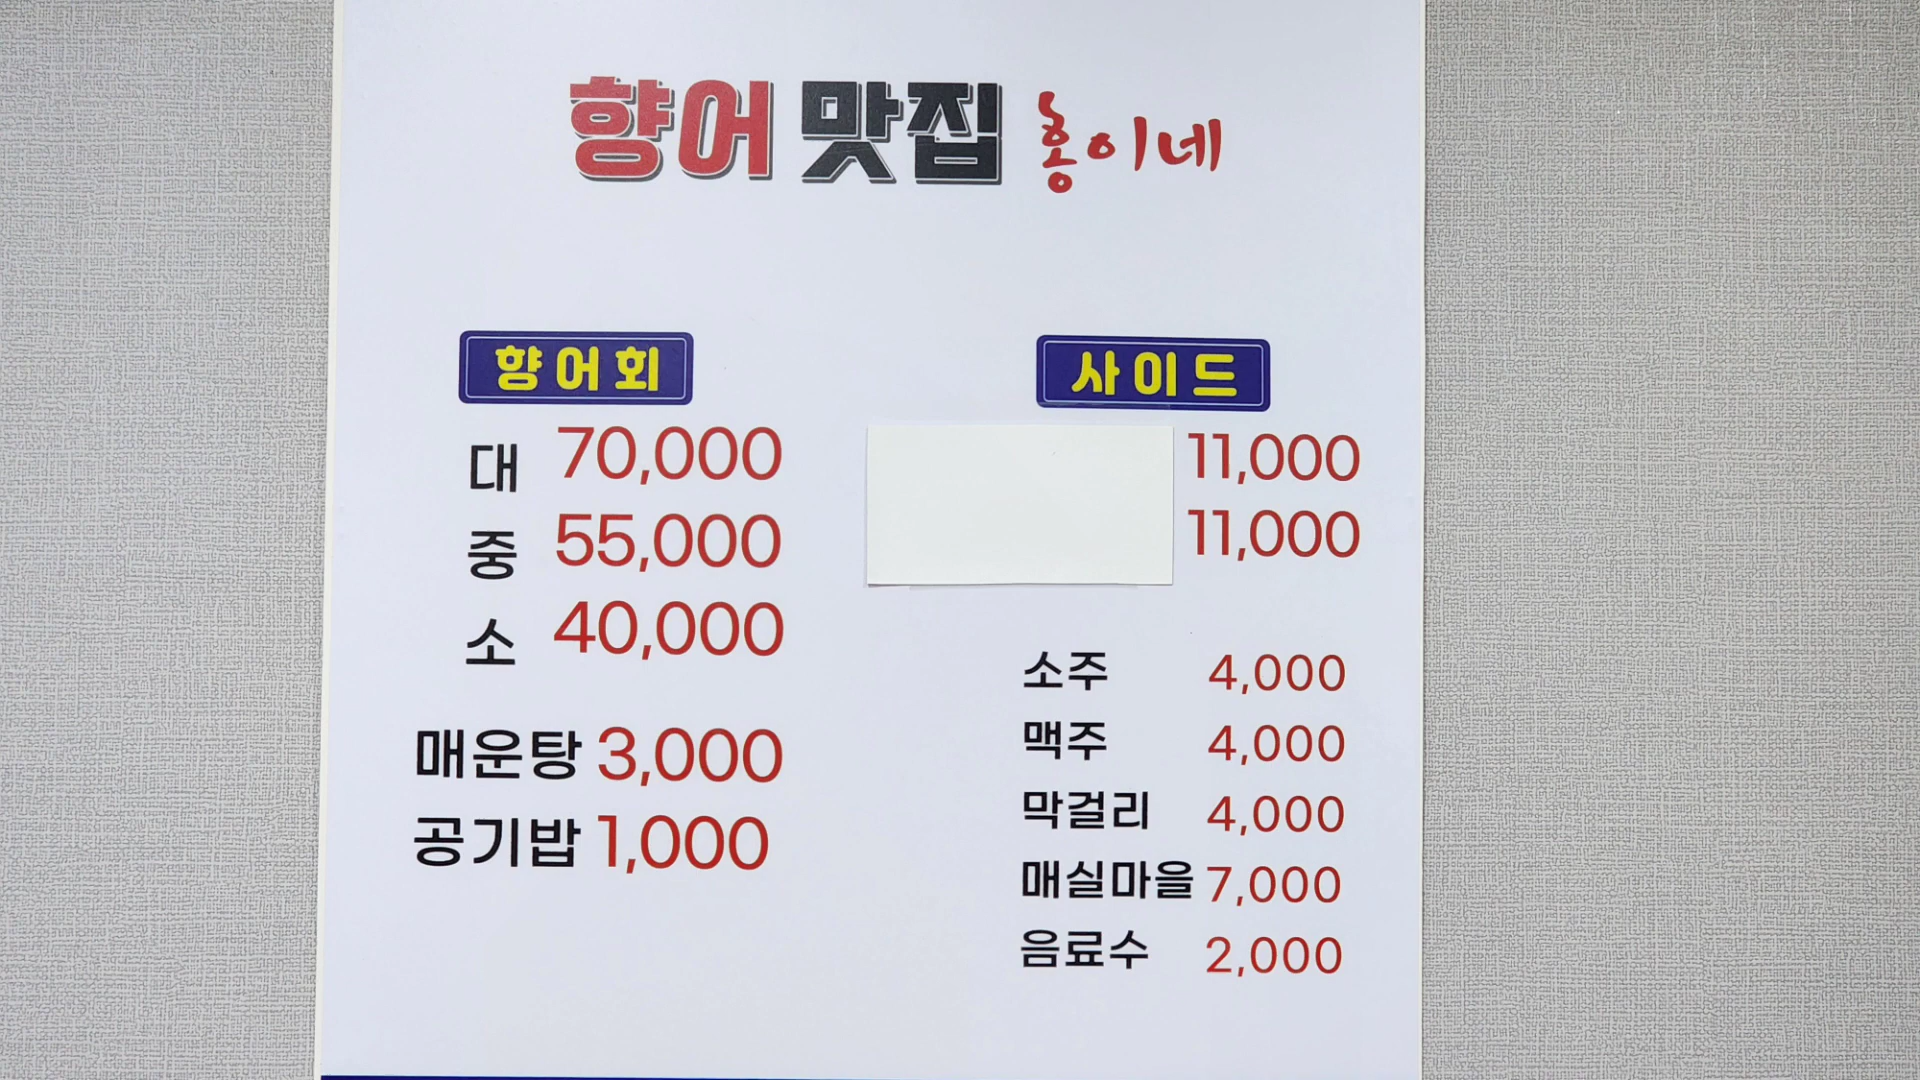 향어 맛집 홍이네
향어회
대 70,000
중 55,000
소 40,000
매운탕 3,000
공기밥 1,000
사이드
11,000
11,000
소주 4,000
맥주 4,000
막걸리 4,000
매실마을 7,000
음료수 2,000